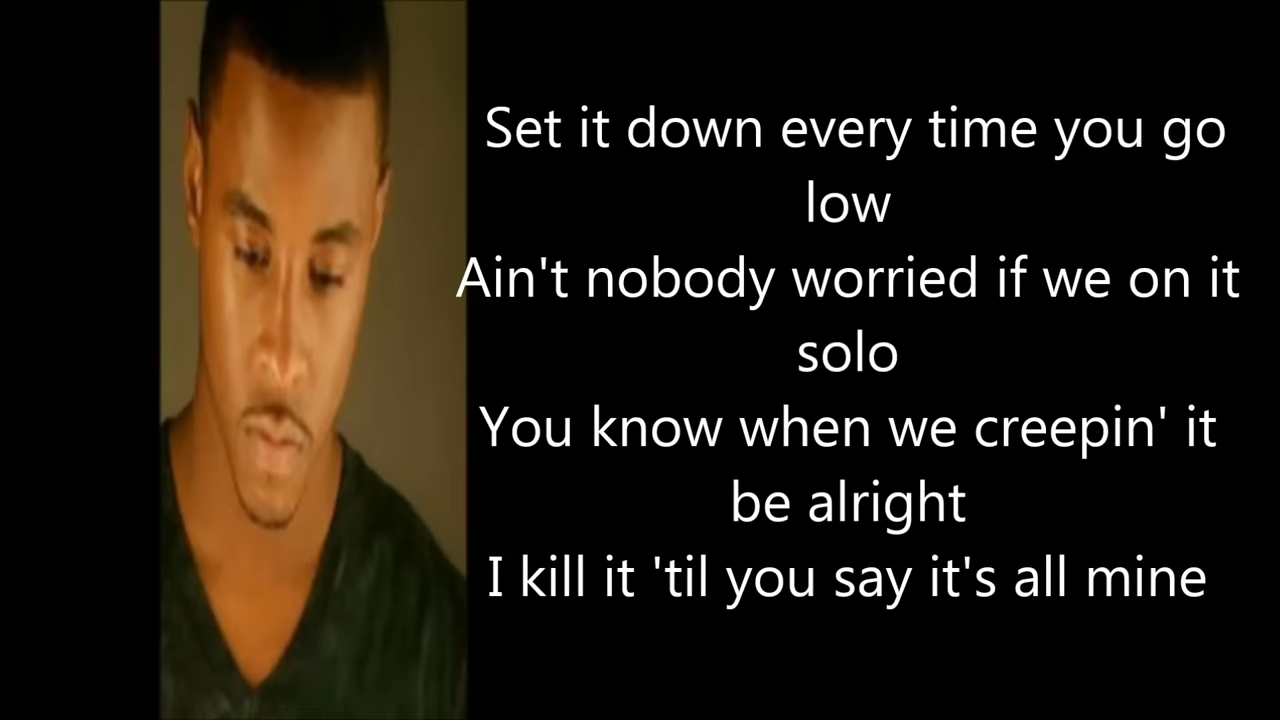 Set it down every time you go
low
Ain't nobody worried if we on it
solo
You know when we creepin' it
be alright
I kill it 'til you say it's all mine